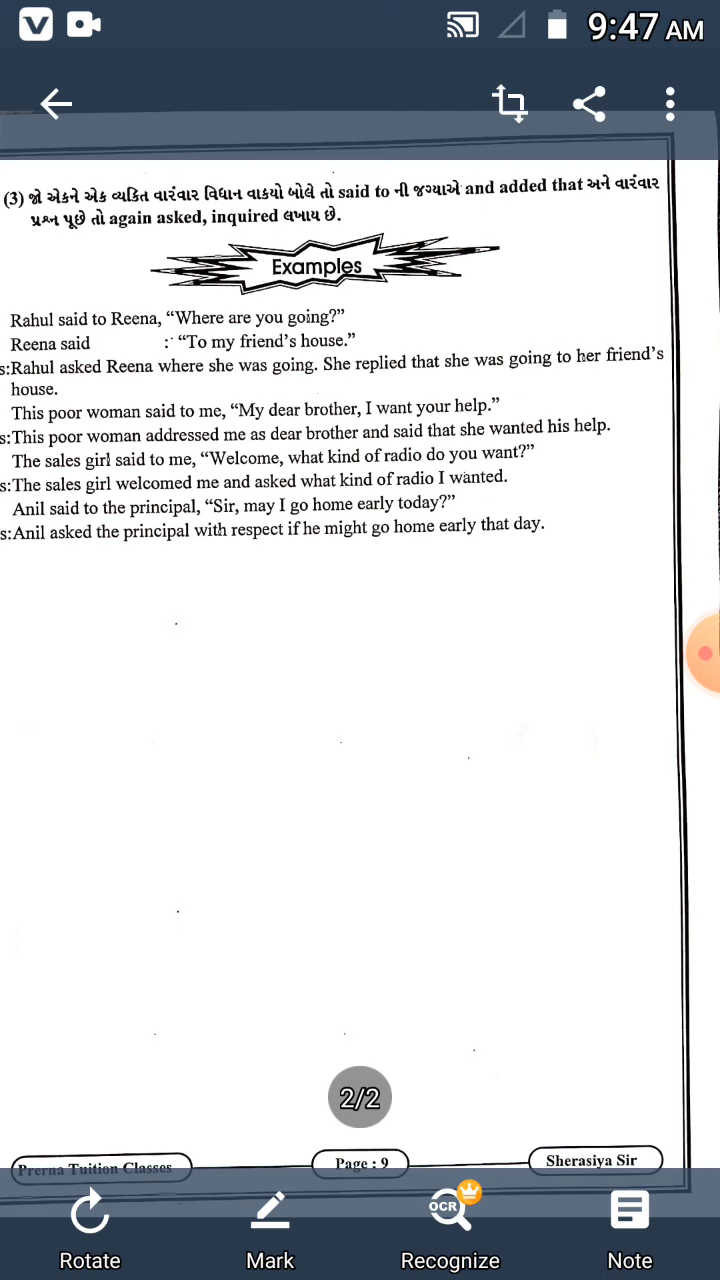 9:47 AM
(3) જો એકને એક વ્યકિત વારંવાર વિધાન વાકયો બોલે તો said to ની જગ્યાએ and added that અને વારંવાર
પ્રશ્ન પૂછે તો again asked, inquired લખાય છે.
Examples
Rahul said to Reena, “Where are you going?”
Reena said : “To my friend’s house.”
s:Rahul asked Reena where she was going. She replied that she was going to her friend’s
house.
This poor woman said to me, “My dear brother, I want your help.”
s:This poor woman addressed me as dear brother and said that she wanted his help.
The sales girl said to me, “Welcome, what kind of radio do you want?”
s:The sales girl welcomed me and asked what kind of radio I wanted.
Anil said to the principal, “Sir, may I go home early today?”
s:Anil asked the principal with respect if he might go home early that day.
2/2
Prerna Tuition Classes Page : 9 Sherasiya Sir
OCR
Rotate Mark Recognize Note